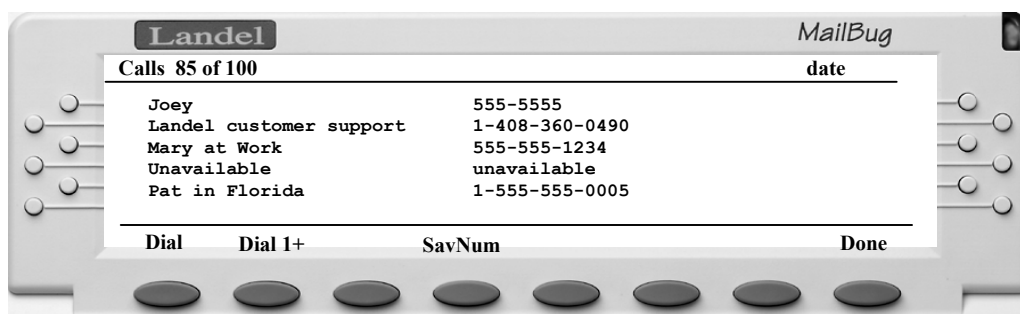 Landel MailBug
Calls 85 of 100 date
Joey 555-5555
Landel customer support 1-408-360-0490
Mary at Work 555-555-1234
Unavailable unavailable
Pat in Florida 1-555-555-0005
Dial Dial 1+ SavNum Done